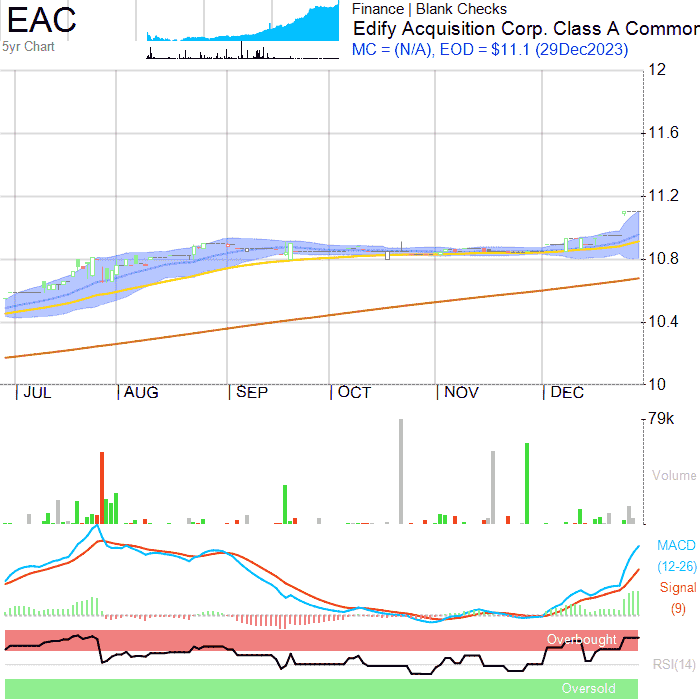 EAC
5yr Chart
Finance | Blank Checks
Edify Acquisition Corp. Class A Common
MC = (N/A), EOD = $11.1 (29Dec2023)
12
11.6
11.2
10.8
10.4
10
JUL
AUG
SEP
OCT
NOV
DEC
79k
Volume
MACD
(12-26)
Signal
(9)
Overbought
RSI(14)
Oversold